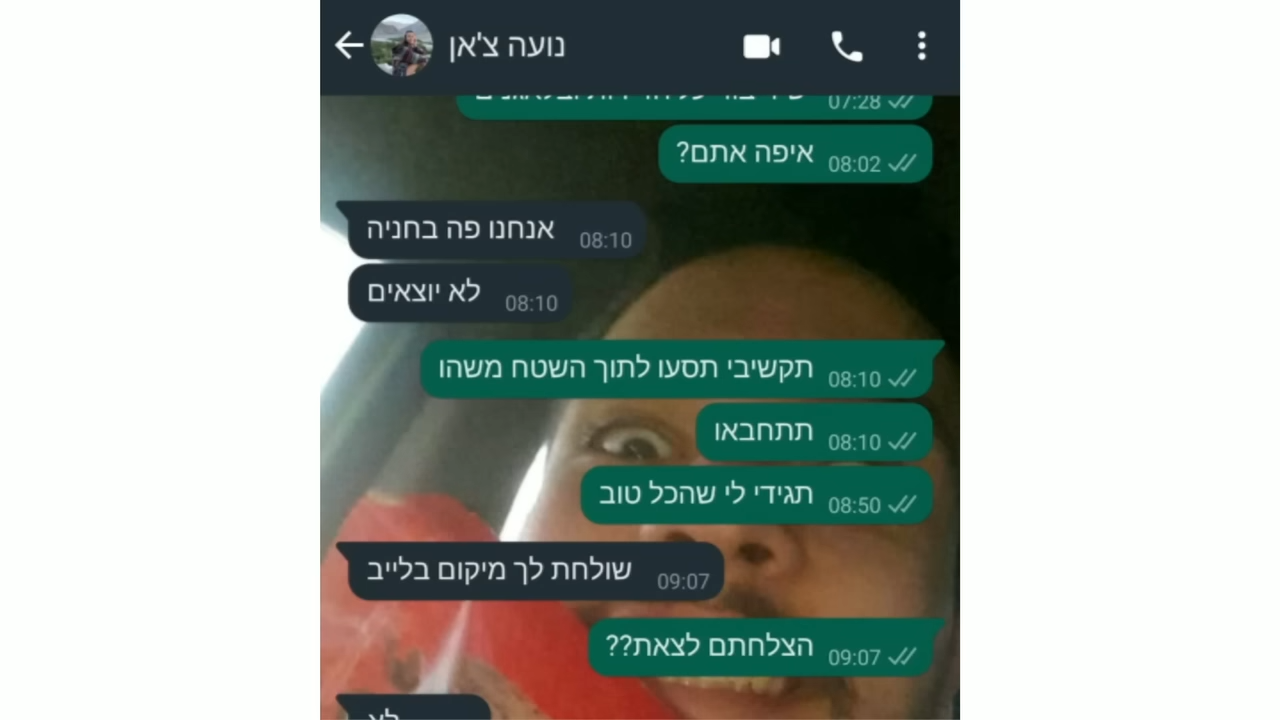 נועה צ'אן
07:28
איפה אתם?
08:02
אנחנו פה בחניה
08:10
לא יוצאים
08:10
תקשיבי תסעו לתוך השטח משהו
08:10
תתחבאו
08:10
תגידי לי שהכל טוב
08:50
שולחת לך מיקום בלייב
09:07
הצלחתם לצאת??
09:07
לא